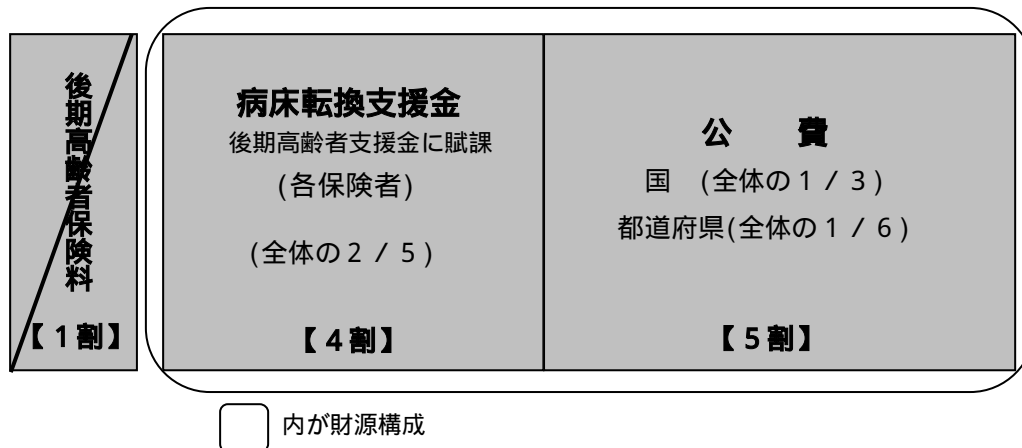 後期高齢者保険料
【1割】
病床転換支援金
後期高齢者支援金に賦課
(各保険者)
(全体の2/5)
【4割】
公　費
国 (全体の1/3)
都道府県(全体の1/6)
【5割】
内が財源構成